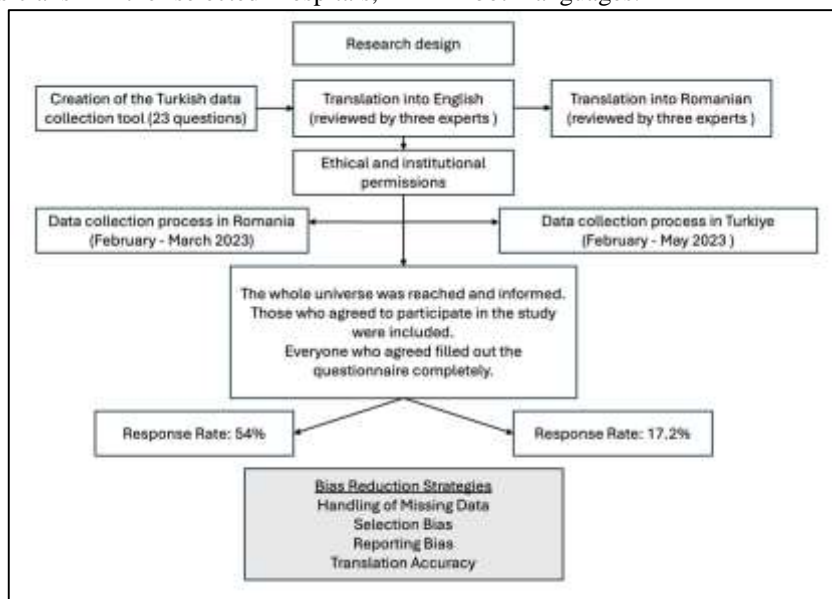 selected hospitals,
languages.
Research design
Creation of the Turkish data
collection tool (23 questions)
Translation into English
(reviewed by three experts )
Translation into Romanian
(reviewed by three experts )
Ethical and institutional
permissions
Data collection process in Romania
(February - March 2023)
Data collection process in Turkiye
(February - May 2023 )
The whole universe was reached and informed.
Those who agreed to participate in the study
were included.
Everyone who agreed filled out the
questionnaire completely.
Response Rate: 54%
Response Rate: 17.2%
Bias Reduction Strategies
Handling of Missing Data
Selection Bias
Reporting Bias
Translation Accuracy